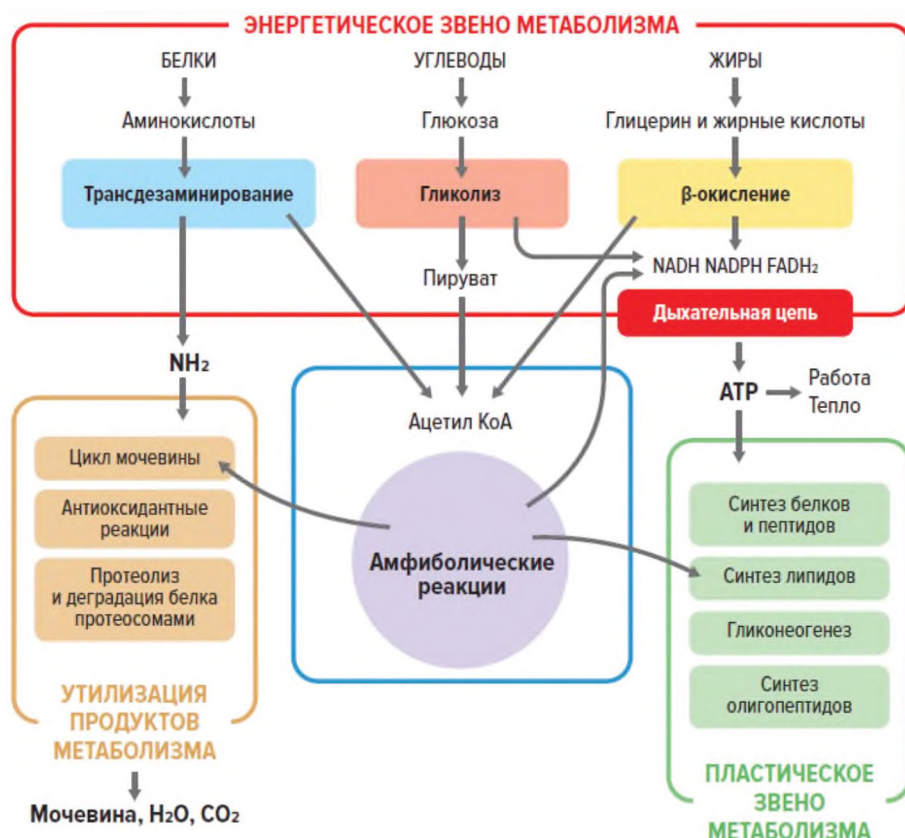 ЭНЕРГЕТИЧЕСКОЕ ЗВЕНО МЕТАБОЛИЗМА
БЕЛКИ
УГЛЕВОДЫ
ЖИРЫ
Аминокислоты
Глюкоза
Глицерин и жирные кислоты
Трансдезаминирование
Гликолиз
β-окисление
Пируват
NADH NADPH FADH₂
Дыхательная цепь
NH₂
ATP
Работа
Тепло
Ацетил КоА
Цикл мочевины
Антиоксидантные
реакции
Протеолиз
и деградация белка
протеосомами
Амфиболические
реакции
Синтез белков
и пептидов
Синтез липидов
Гликонеогенез
Синтез
олигопептидов
УТИЛИЗАЦИЯ
ПРОДУКТОВ
МЕТАБОЛИЗМА
ПЛАСТИЧЕСКОЕ
ЗВЕНО
МЕТАБОЛИЗМА
Мочевина, H₂O, CO₂